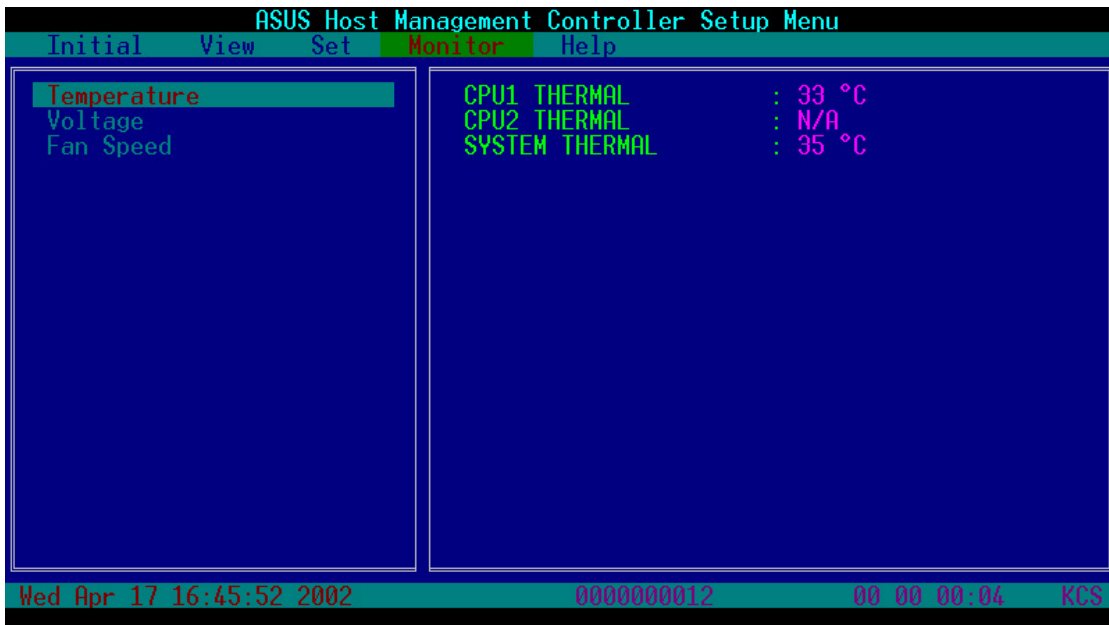 ASUS Host Management Controller Setup Menu
Initial View Set Monitor Help
Temperature
Voltage
Fan Speed
CPU1 THERMAL : 33 °C
CPU2 THERMAL : N/A
SYSTEM THERMAL : 35 °C
Wed Apr 17 16:45:52 2002 0000000012 00 00 00:04 KCS